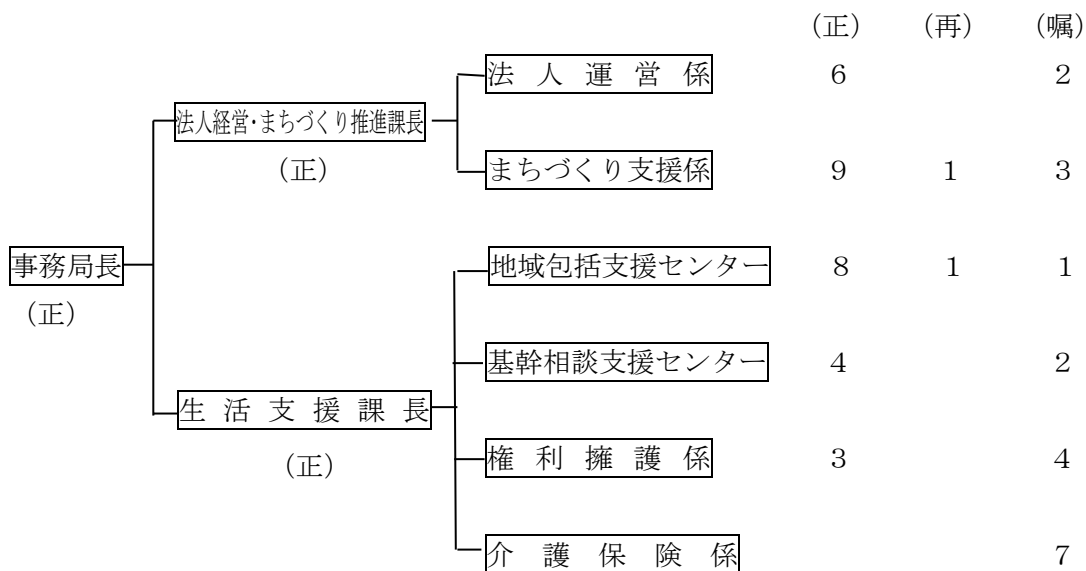 （正） （再） （嘱）
法人運営係 6 2
法人経営・まちづくり推進課長
（正）
まちづくり支援係 9 1 3
事務局長
（正）
地域包括支援センター 8 1 1
基幹相談支援センター 4 2
生活支援課長
（正）
権利擁護係 3 4
介護保険係 7